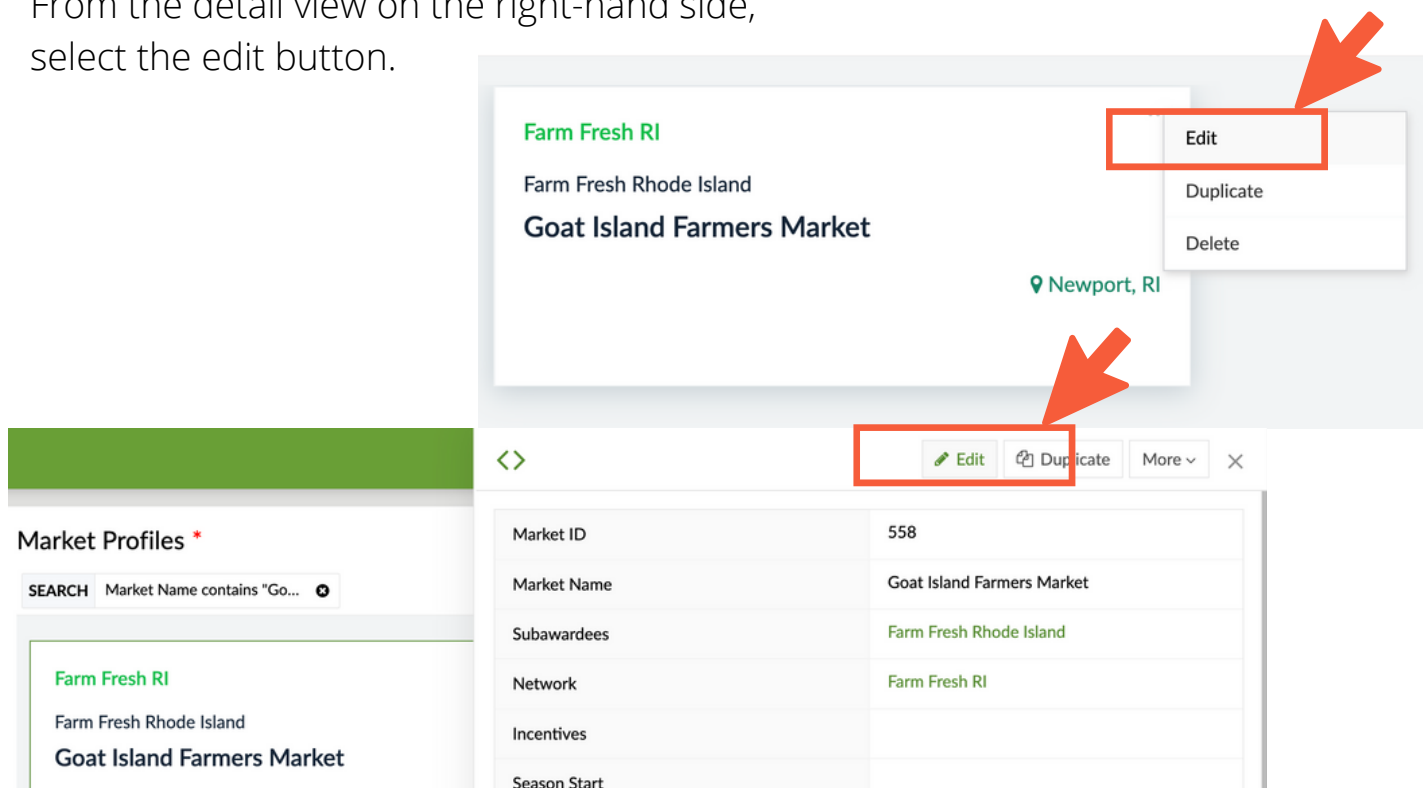 From the detail view on the right-hand side,
select the edit button.
Farm Fresh RI
Farm Fresh Rhode Island
Goat Island Farmers Market
Newport, RI
Edit
Duplicate
Delete
Edit Duplicate More
Market Profiles *
SEARCH Market Name contains "Go...
Farm Fresh RI
Farm Fresh Rhode Island
Goat Island Farmers Market
Market ID 558
Market Name Goat Island Farmers Market
Subawardees Farm Fresh Rhode Island
Network Farm Fresh RI
Incentives
Season Start